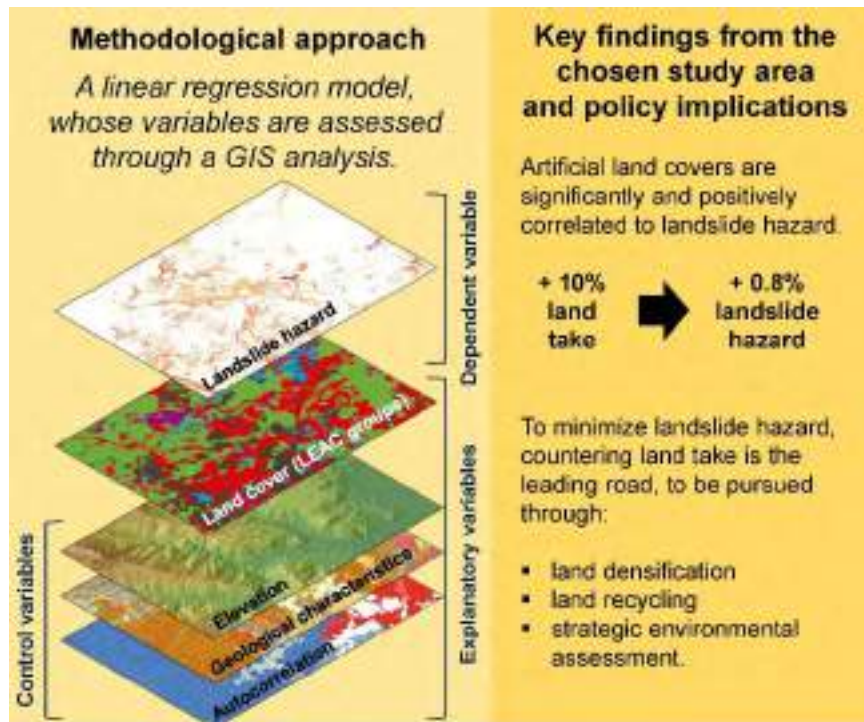 Methodological approach
A linear regression model,
whose variables are assessed
through a GIS analysis.
Dependent variable
Landslide hazard
Land cover (LEAC groups)
Explanatory variables
Control variables
Elevation
Geological characteristics
Autocorrelation
Key findings from the
chosen study area
and policy implications
Artificial land covers are
significantly and positively
correlated to landslide hazard.
+ 10%
land
take
+ 0.8%
landslide
hazard
To minimize landslide hazard,
countering land take is the
leading road, to be pursued
through:
▪ land densification
▪ land recycling
▪ strategic environmental
assessment.